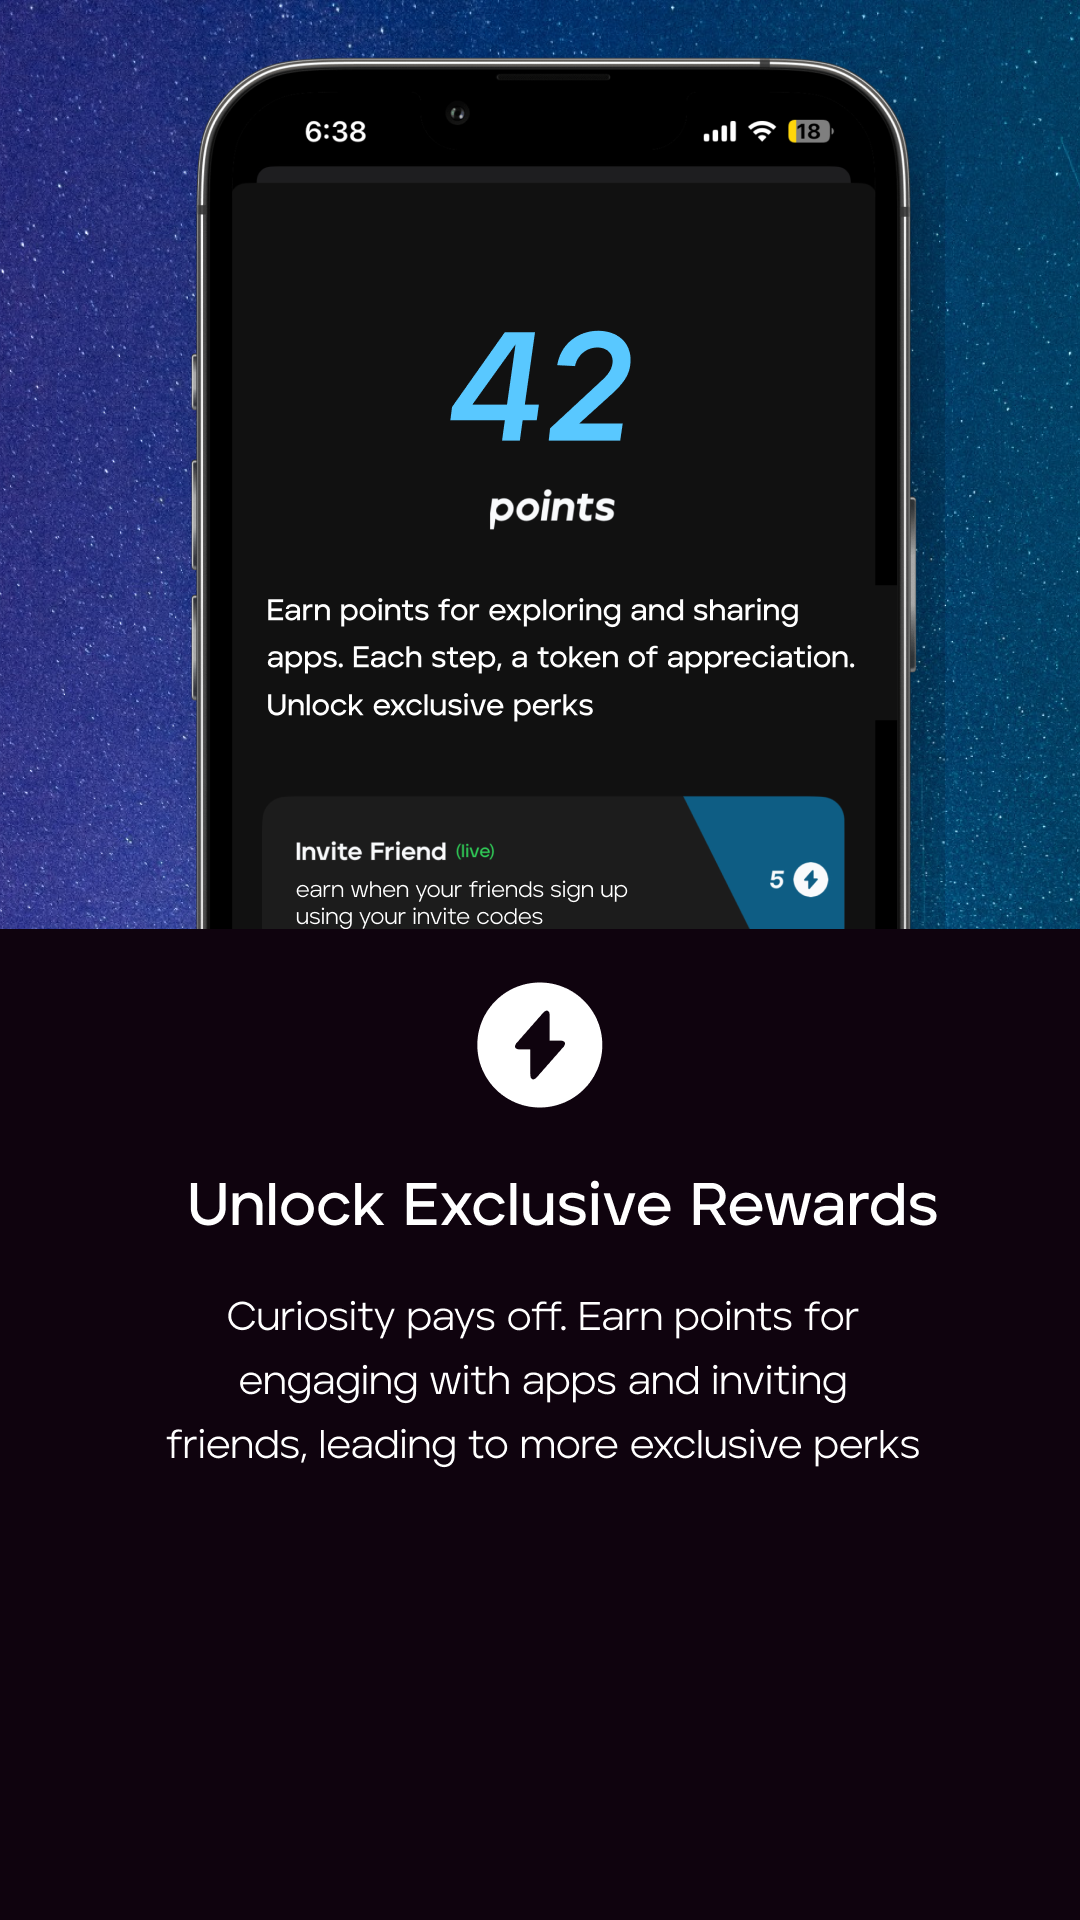 6:38
18
42
points
Earn points for exploring and sharing
apps. Each step, a token of appreciation.
Unlock exclusive perks
Invite Friend (live)
5
earn when your friends sign up
using your invite codes
Unlock Exclusive Rewards
Curiosity pays off. Earn points for
engaging with apps and inviting
friends, leading to more exclusive perks